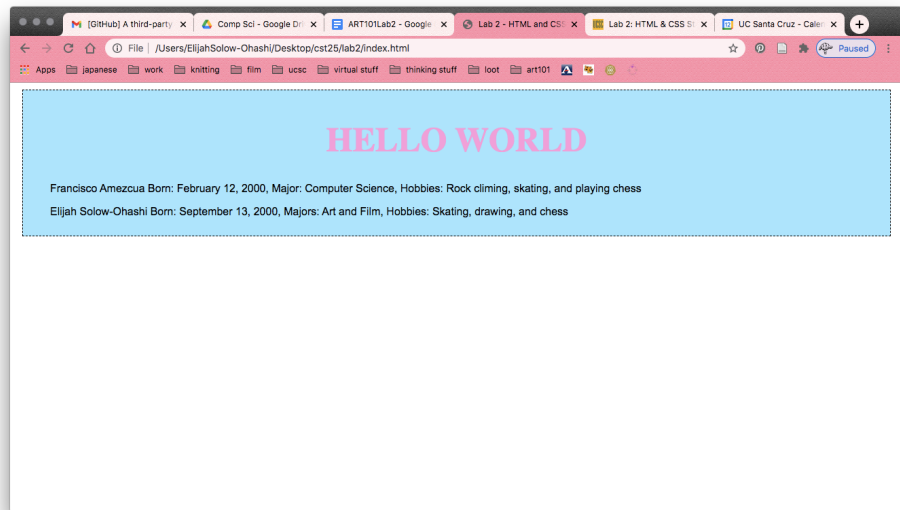 [GitHub] A third-party
Comp Sci - Google Dri
ART101Lab2 - Google
Lab 2 - HTML and CSS
Lab 2: HTML & CSS St
UC Santa Cruz - Calen
File | /Users/ElijahSolow-Ohashi/Desktop/cst25/lab2/index.html
Paused
Apps japanese work knitting film ucsc virtual stuff thinking stuff loot art101
HELLO WORLD
Francisco Amezcua Born: February 12, 2000, Major: Computer Science, Hobbies: Rock climing, skating, and playing chess
Elijah Solow-Ohashi Born: September 13, 2000, Majors: Art and Film, Hobbies: Skating, drawing, and chess